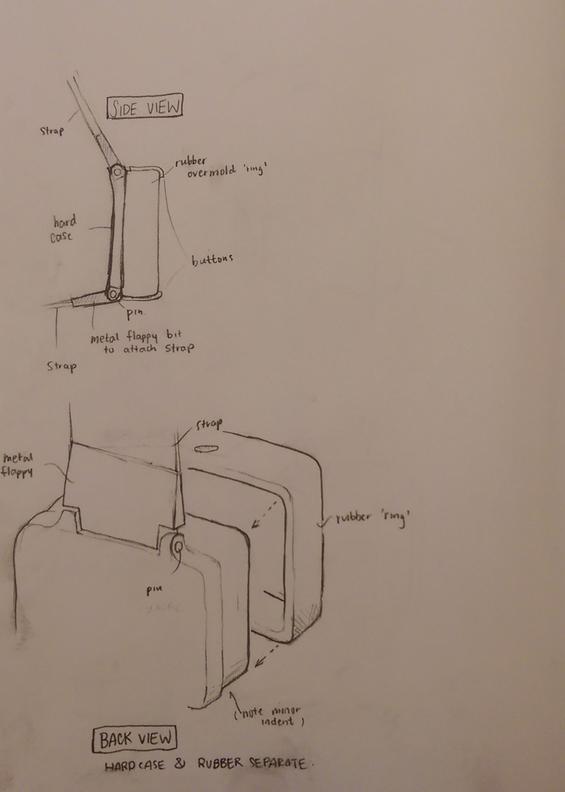 SIDE VIEW
strap
rubber
overmold 'ring'
hard
case
buttons
pin.
metal flappy bit
to attach strap
strap
strap
metal
flappy
rubber 'ring'
pin
(note minor
indent)
BACK VIEW
HARD CASE & RUBBER SEPARATE.